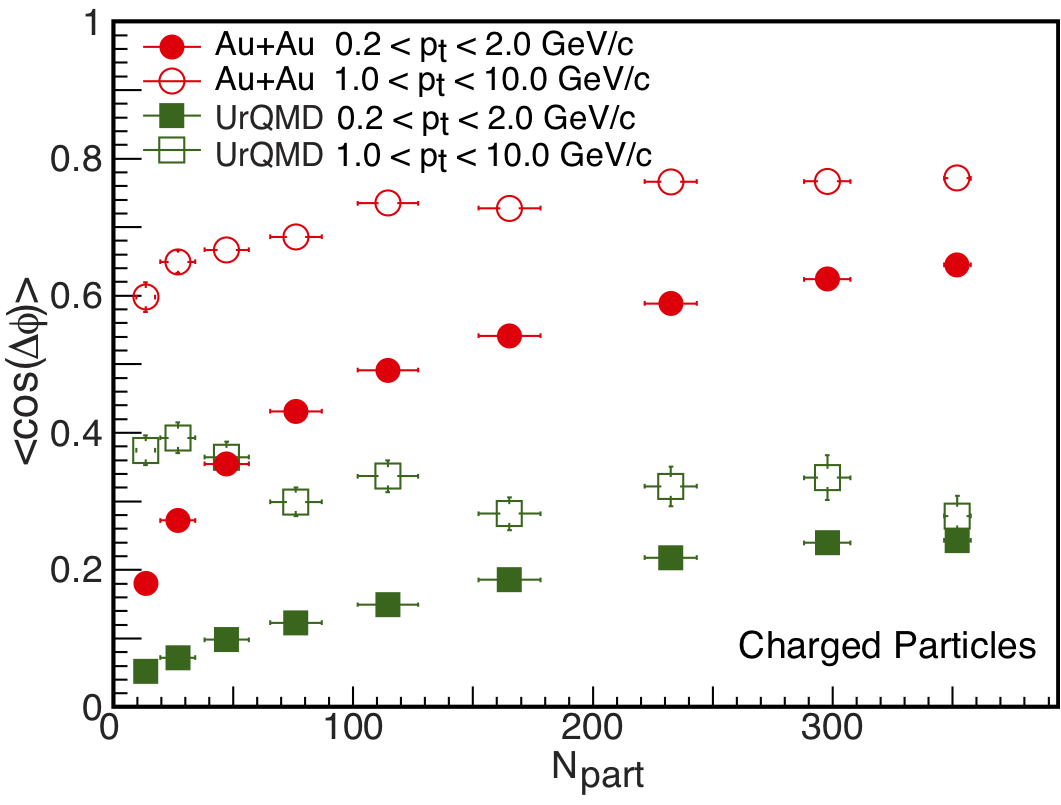 1
Au+Au 0.2 < pt < 2.0 GeV/c
Au+Au 1.0 < pt < 10.0 GeV/c
UrQMD 0.2 < pt < 2.0 GeV/c
UrQMD 1.0 < pt < 10.0 GeV/c
0.8
0.6
0.4
0.2
0
<cos(Δϕ)>
Charged Particles
0 100 200 300
Npart